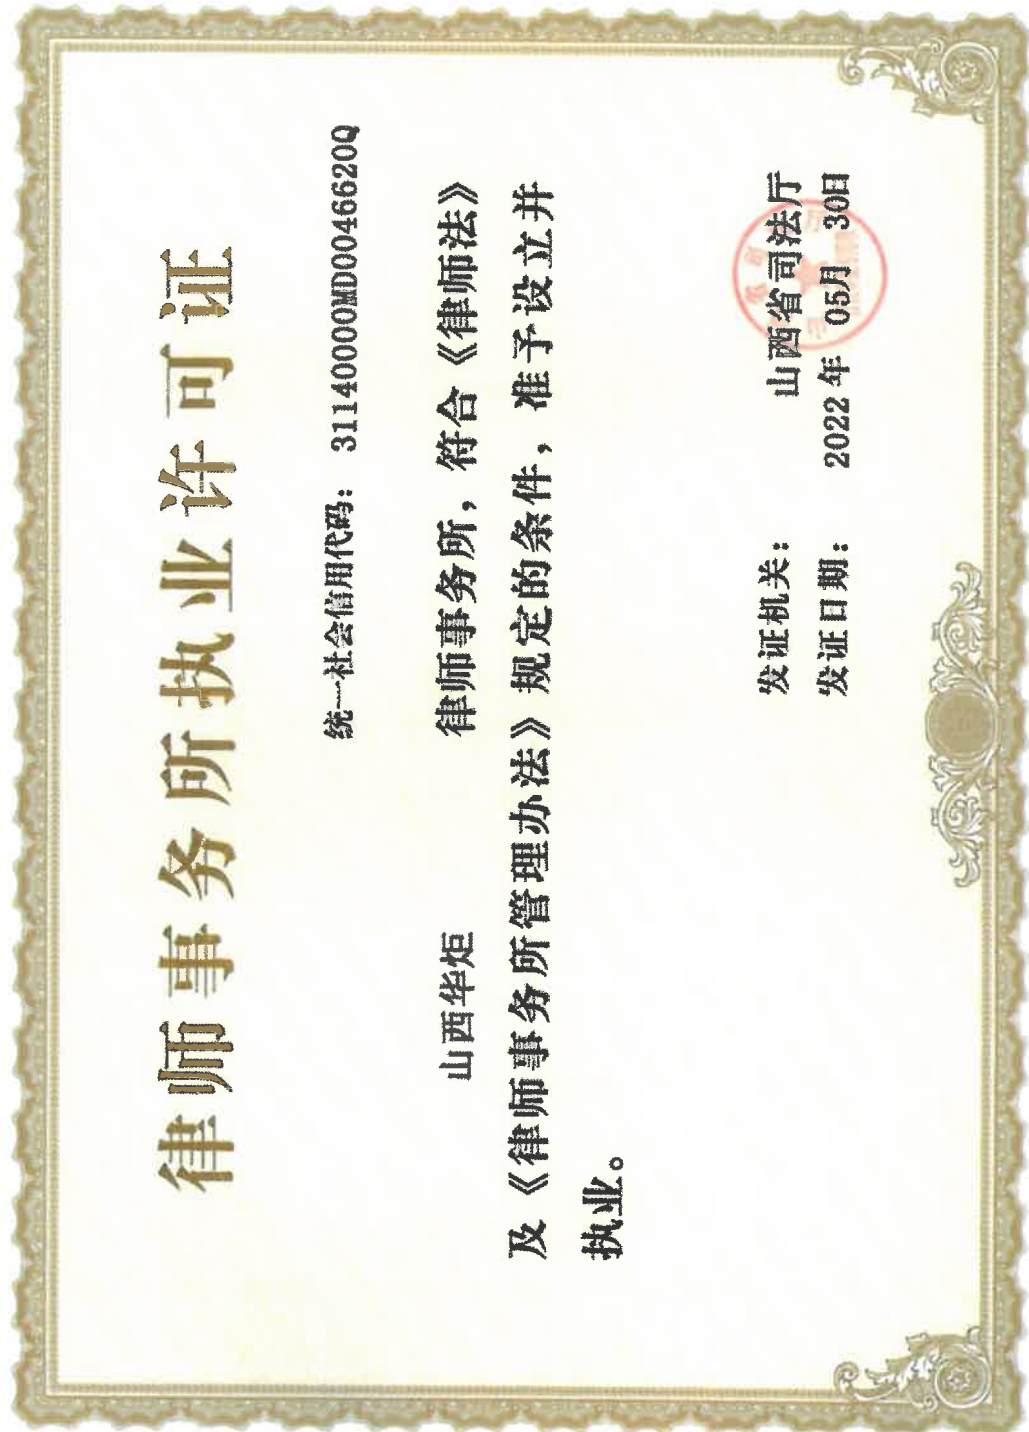 律师事务所执业许可证
统一社会信用代码： 31140000MD0046620Q
山西华炬 律师事务所，符合《律师法》
及《律师事务所管理办法》规定的条件，准予设立并
执业。
发证机关： 山西省司法厅
发证日期： 2022年 05月 30日